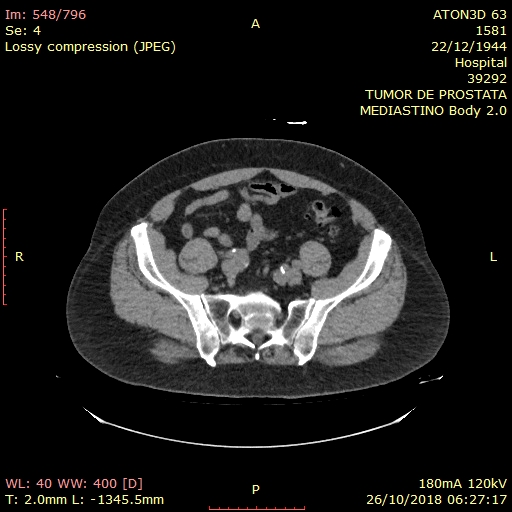 Im: 548/796
Se: 4
Lossy compression (JPEG)
A
ATON3D 63
1581
22/12/1944
Hospital
39292
TUMOR DE PROSTATA
MEDIASTINO Body 2.0
R
L
WL: 40 WW: 400 [D]
T: 2.0mm L: -1345.5mm
P
180mA 120kV
26/10/2018 06:27:17